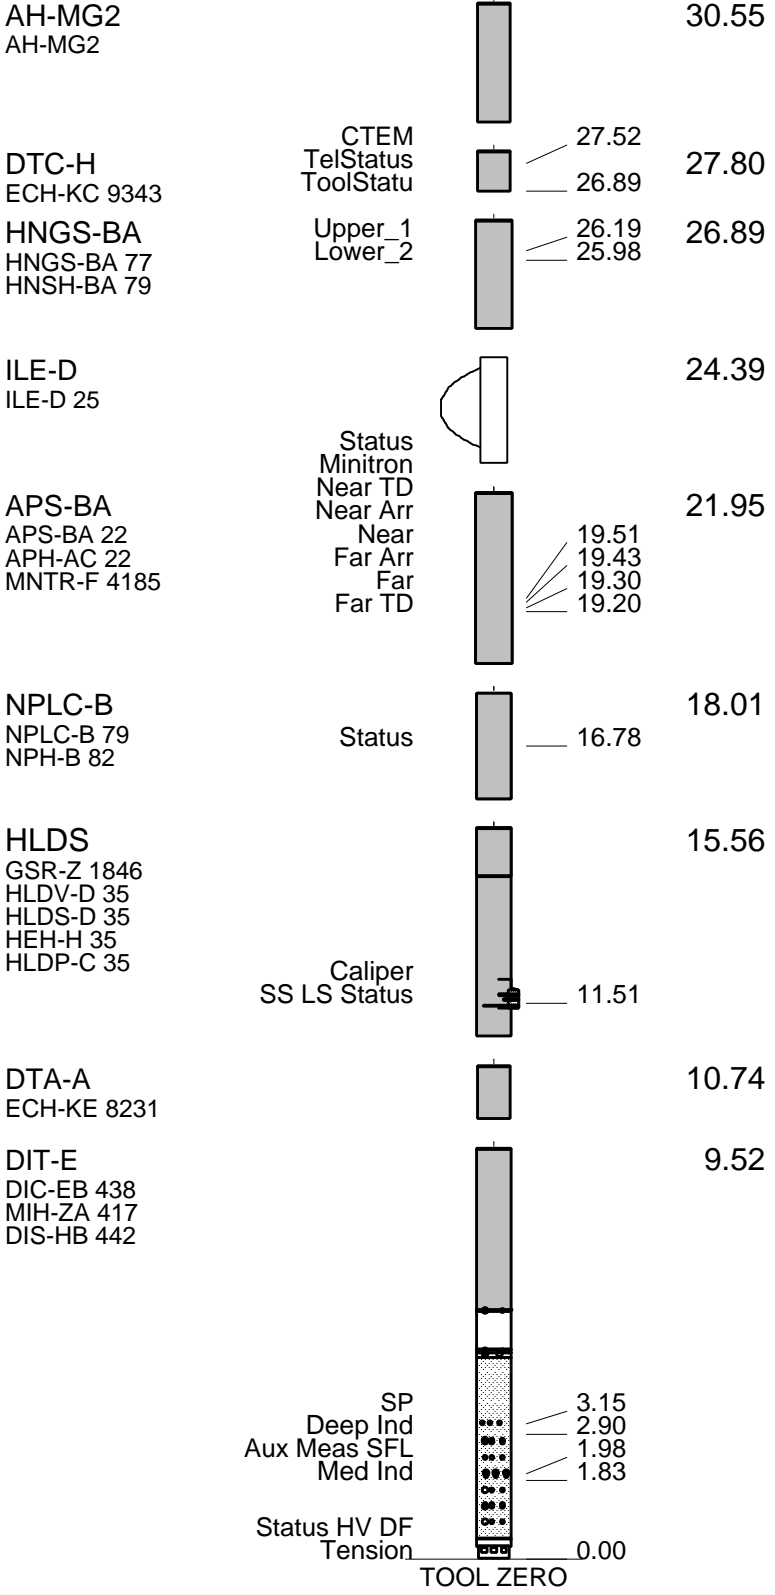 AH-MG2 30.55
AH-MG2
CTEM 27.52
DTC-H TelStatus 27.80
ECH-KC 9343 ToolStatu 26.89
HNGS-BA Upper_1 26.19 26.89
HNGS-BA 77 Lower_2 25.98
HNSH-BA 79
ILE-D 24.39
ILE-D 25
Status
Minitron
Near TD
APS-BA Near Arr 21.95
APS-BA 22 Near 19.51
APH-AC 22 Far Arr 19.43
MNTR-F 4185 Far 19.30
Far TD 19.20
NPLC-B 18.01
NPLC-B 79 Status 16.78
NPH-B 82
HLDS 15.56
GSR-Z 1846
HLDV-D 35
HLDS-D 35
HEH-H 35
HLDP-C 35
Caliper
SS LS Status 11.51
DTA-A 10.74
ECH-KE 8231
DIT-E 9.52
DIC-EB 438
MIH-ZA 417
DIS-HB 442
SP 3.15
Deep Ind 2.90
Aux Meas SFL 1.98
Med Ind 1.83
Status HV DF
Tension 0.00
TOOL ZERO